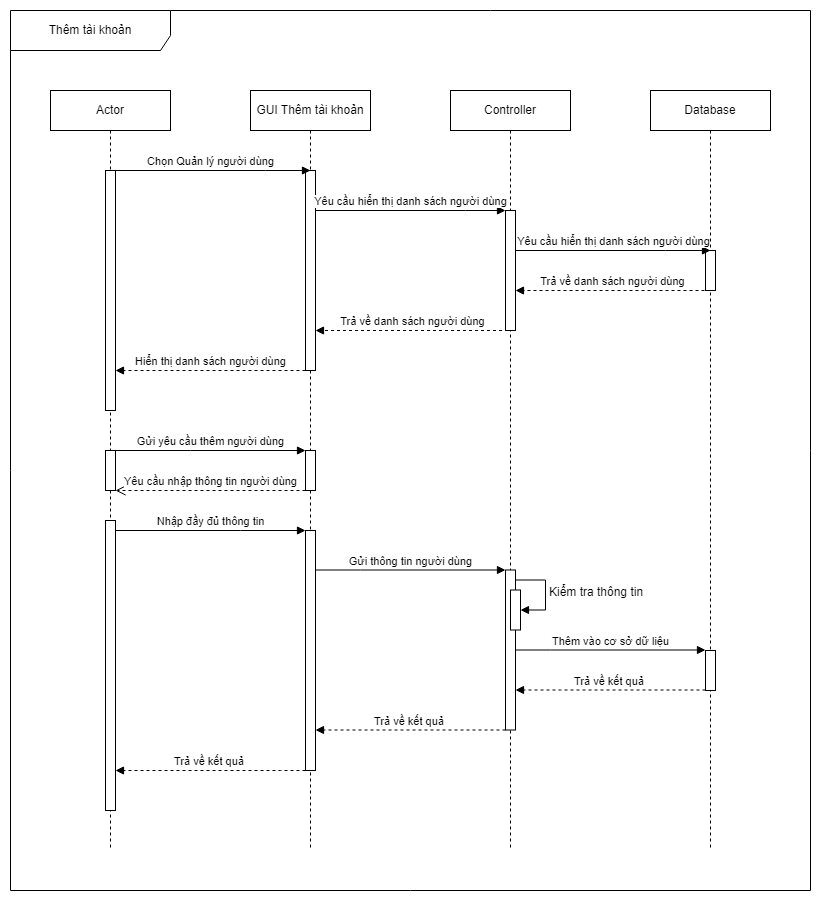 Thêm tài khoản
Actor
GUI Thêm tài khoản
Controller
Database
Chọn Quản lý người dùng
Yêu cầu hiển thị danh sách người dùng
Yêu cầu hiển thị danh sách người dùng
Trả về danh sách người dùng
Trả về danh sách người dùng
Hiển thị danh sách người dùng
Gửi yêu cầu thêm người dùng
Yêu cầu nhập thông tin người dùng
Nhập đầy đủ thông tin
Gửi thông tin người dùng
Kiểm tra thông tin
Thêm vào cơ sở dữ liệu
Trả về kết quả
Trả về kết quả
Trả về kết quả